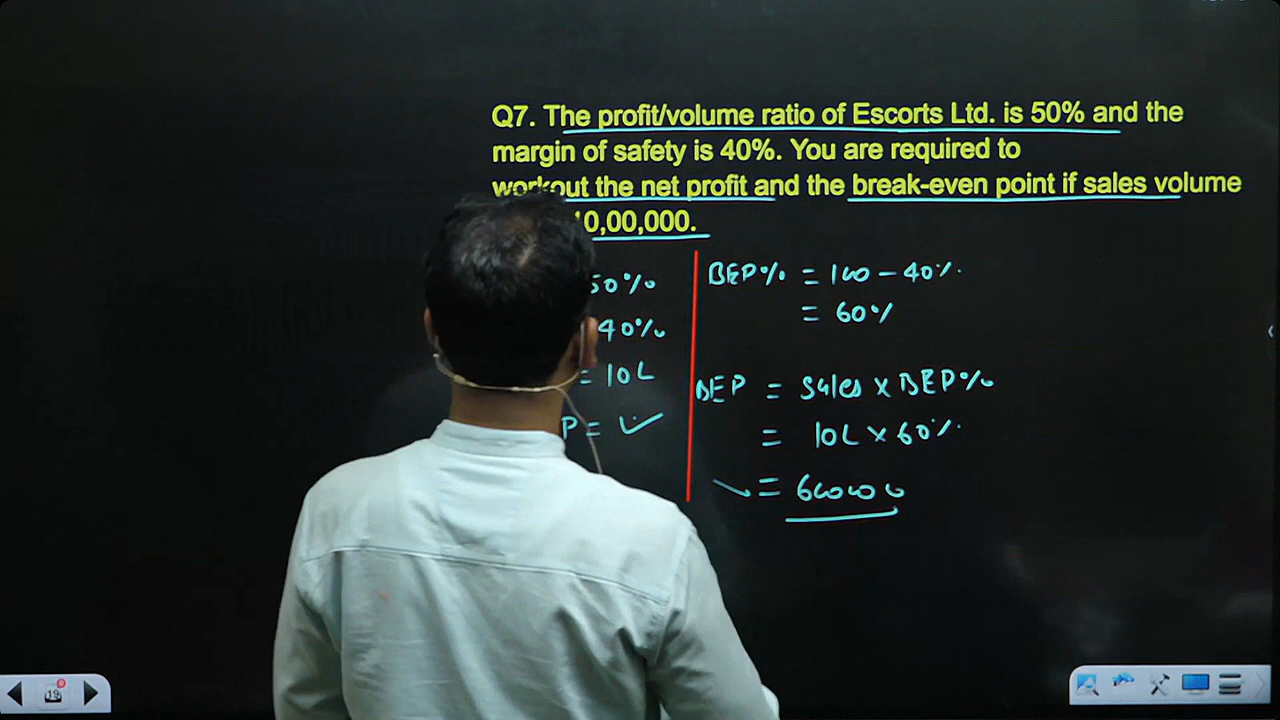 Q7. The profit/volume ratio of Escorts Ltd. is 50% and the
margin of safety is 40%. You are required to
workout the net profit and the break-even point if sales volume
10,00,000.
50%
40%
= 10L
P =
BEP% = 100 - 40%.
= 60%
BEP = Sales x BEP%
= 10L x 60%.
= 600000
19